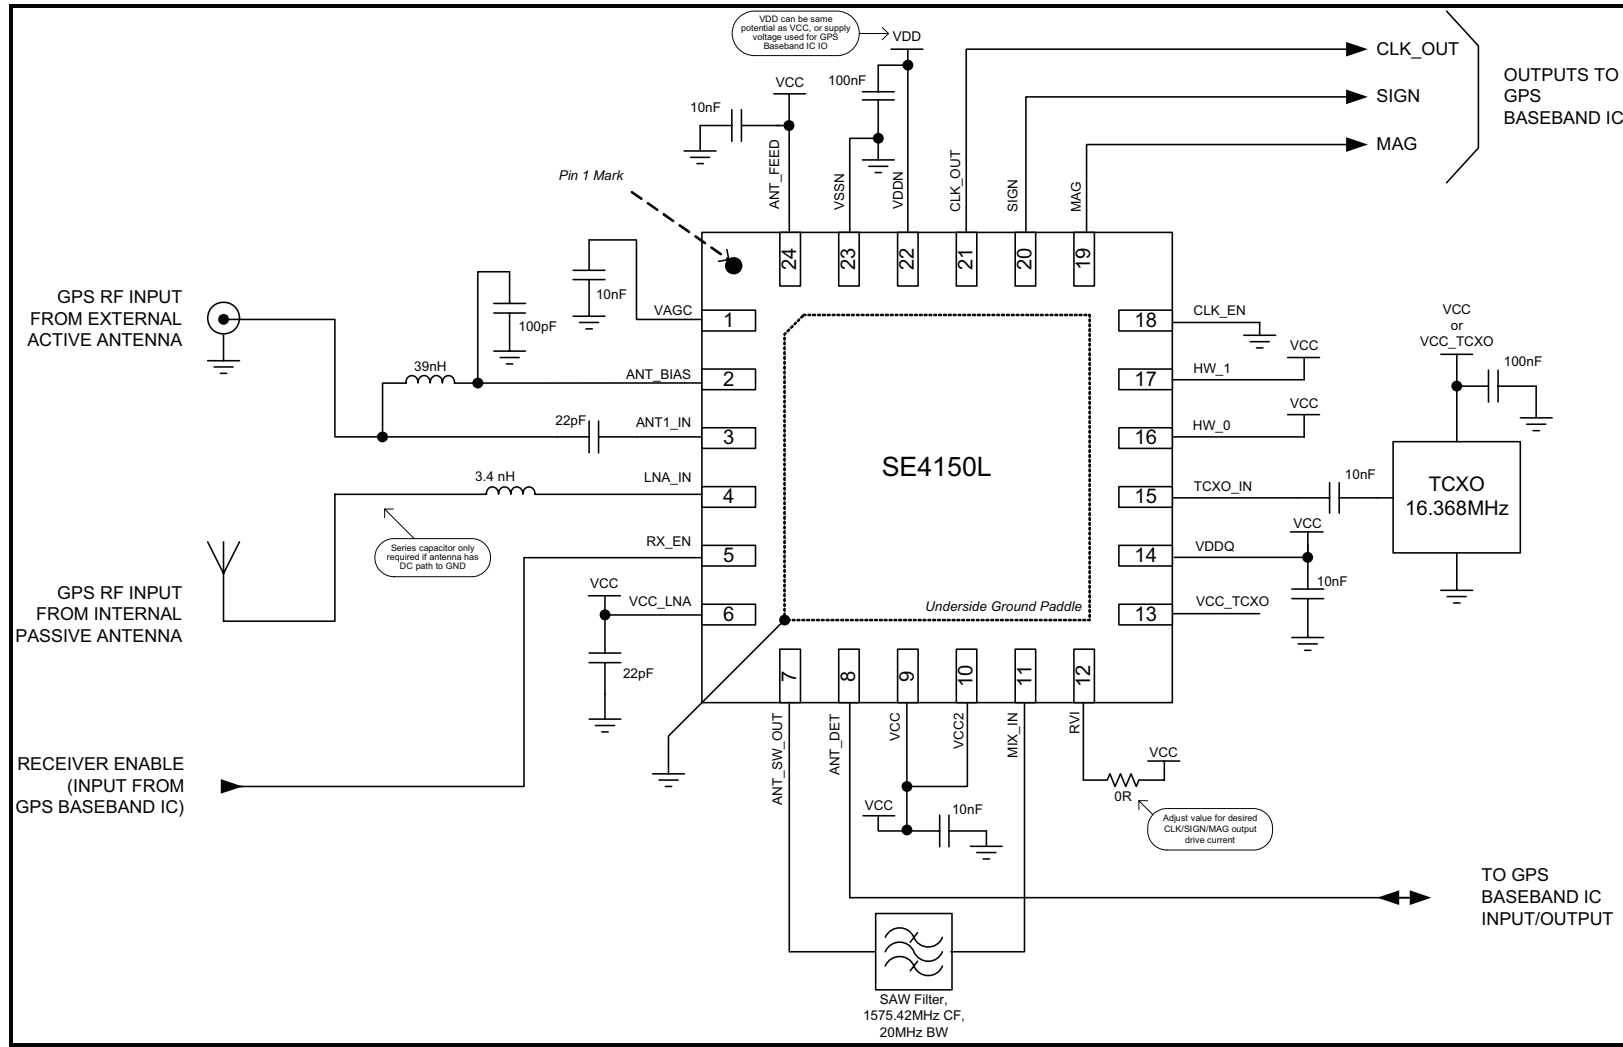 VDD can be same
potential as VCC, or supply
voltage used for GPS
Baseband IC IO
VDD
CLK_OUT
SIGN
MAG
OUTPUTS TO
GPS
BASEBAND IC
VCC
10nF
100nF
ANT_FEED
VSSN
VDDN
CLK_OUT
SIGN
MAG
Pin 1 Mark
24
23
22
21
20
19
GPS RF INPUT
FROM EXTERNAL
ACTIVE ANTENNA
100pF
10nF
VAGC
1
39nH
ANT_BIAS
2
22pF
ANT1_IN
3
3.4 nH
LNA_IN
4
Series capacitor only
required if antenna has
DC path to GND
RX_EN
5
GPS RF INPUT
FROM INTERNAL
PASSIVE ANTENNA
VCC
VCC_LNA
6
22pF
SE4150L
Underside Ground Paddle
18
CLK_EN
17
HW_1
VCC
16
HW_0
VCC
15
TCXO_IN
10nF
VCC
or
VCC_TCXO
100nF
TCXO
16.368MHz
14
VDDQ
VCC
10nF
13
VCC_TCXO
7
8
9
10
11
12
ANT_SW_OUT
ANT_DET
VCC
VCC2
MIX_IN
RVI
VCC
0R
Adjust value for desired
CLK/SIGN/MAG output
drive current
VCC
10nF
RECEIVER ENABLE
(INPUT FROM
GPS BASEBAND IC)
TO GPS
BASEBAND IC
INPUT/OUTPUT
SAW Filter,
1575.42MHz CF,
20MHz BW